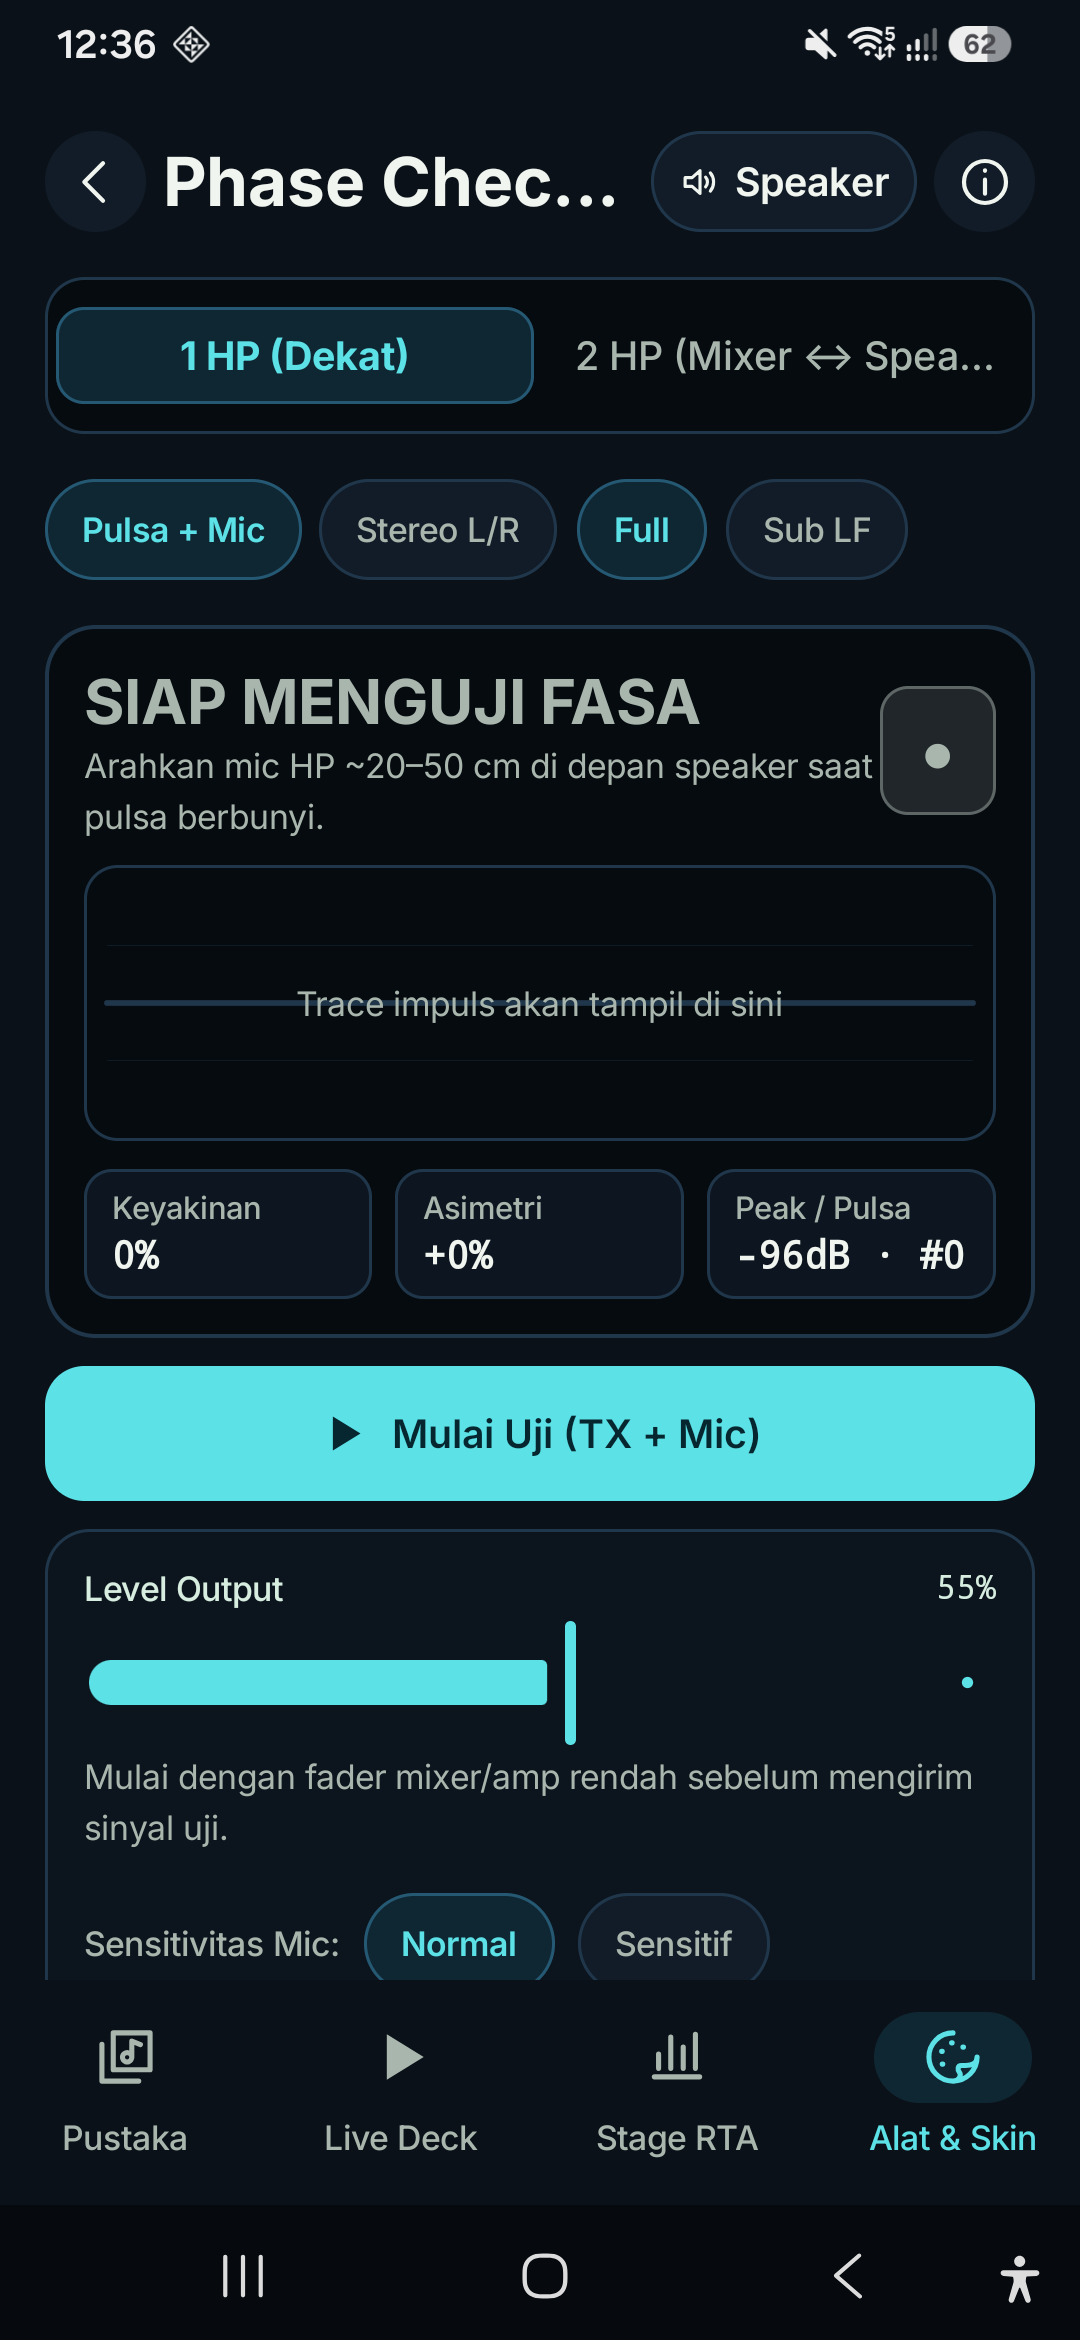 12:36
5
62
Phase Chec...
Speaker
1 HP (Dekat)
2 HP (Mixer ↔ Spea...
Pulsa + Mic
Stereo L/R
Full
Sub LF
SIAP MENGUJI FASA
Arahkan mic HP ~20–50 cm di depan speaker saat
pulsa berbunyi.
Trace impuls akan tampil di sini
Keyakinan
0%
Asimetri
+0%
Peak / Pulsa
-96dB · #0
Mulai Uji (TX + Mic)
Level Output
55%
Mulai dengan fader mixer/amp rendah sebelum mengirim
sinyal uji.
Sensitivitas Mic:
Normal
Sensitif
Pustaka
Live Deck
Stage RTA
Alat & Skin